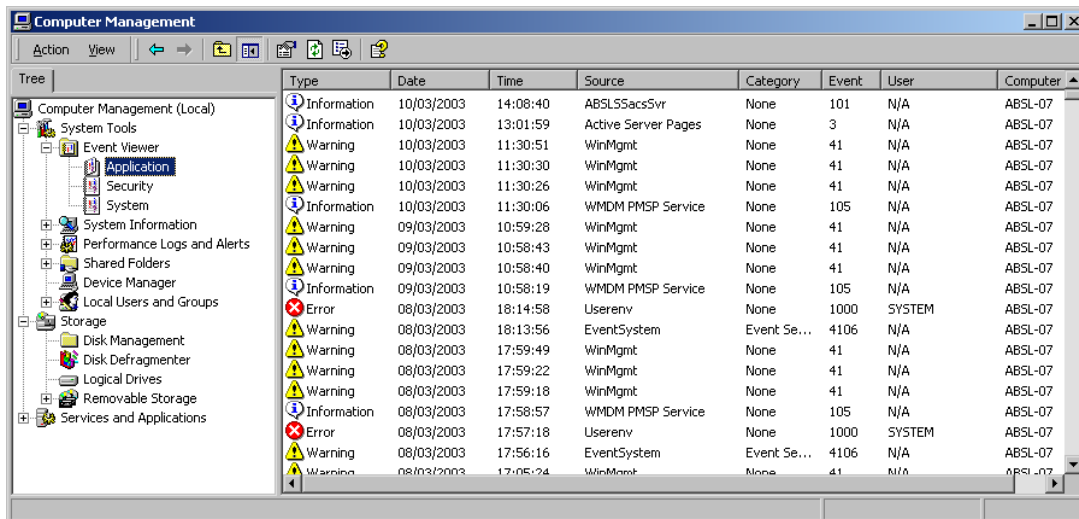 Computer Management
Action View
Tree
Computer Management (Local)
System Tools
Event Viewer
Application
Security
System
System Information
Performance Logs and Alerts
Shared Folders
Device Manager
Local Users and Groups
Storage
Disk Management
Disk Defragmenter
Logical Drives
Removable Storage
Services and Applications
Type Date Time Source Category Event User Computer
Information 10/03/2003 14:08:40 ABSLSSacsSvr None 101 N/A ABSL-07
Information 10/03/2003 13:01:59 Active Server Pages None 3 N/A ABSL-07
Warning 10/03/2003 11:30:51 WinMgmt None 41 N/A ABSL-07
Warning 10/03/2003 11:30:30 WinMgmt None 41 N/A ABSL-07
Warning 10/03/2003 11:30:26 WinMgmt None 41 N/A ABSL-07
Information 10/03/2003 11:30:06 WMDM PMSP Service None 105 N/A ABSL-07
Warning 09/03/2003 10:59:28 WinMgmt None 41 N/A ABSL-07
Warning 09/03/2003 10:58:43 WinMgmt None 41 N/A ABSL-07
Warning 09/03/2003 10:58:40 WinMgmt None 41 N/A ABSL-07
Information 09/03/2003 10:58:19 WMDM PMSP Service None 105 N/A ABSL-07
Error 08/03/2003 18:14:58 Userenv None 1000 SYSTEM ABSL-07
Warning 08/03/2003 18:13:56 EventSystem Event Se... 4106 N/A ABSL-07
Warning 08/03/2003 17:59:49 WinMgmt None 41 N/A ABSL-07
Warning 08/03/2003 17:59:22 WinMgmt None 41 N/A ABSL-07
Warning 08/03/2003 17:59:18 WinMgmt None 41 N/A ABSL-07
Information 08/03/2003 17:58:57 WMDM PMSP Service None 105 N/A ABSL-07
Error 08/03/2003 17:57:18 Userenv None 1000 SYSTEM ABSL-07
Warning 08/03/2003 17:56:16 EventSystem Event Se... 4106 N/A ABSL-07
Warning 08/03/2003 17:05:24 WinMgmt None 41 N/A ABSL-07